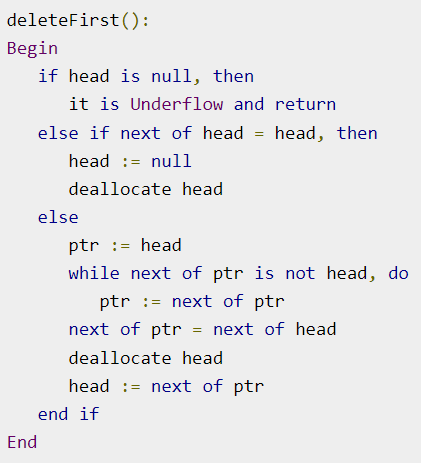 deleteFirst():
Begin
   if head is null, then
      it is Underflow and return
   else if next of head = head, then
      head := null
      deallocate head
   else
      ptr := head
      while next of ptr is not head, do
         ptr := next of ptr
      next of ptr = next of head
      deallocate head
      head := next of ptr
   end if
End